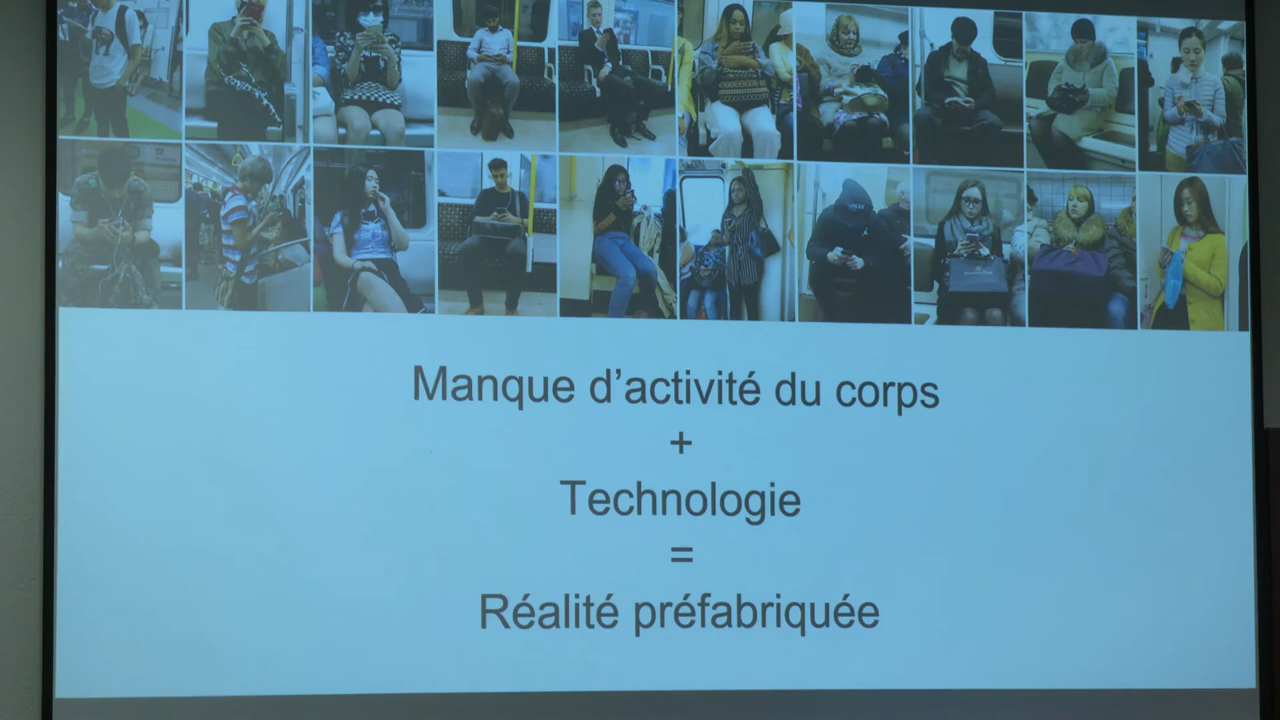 Manque d'activité du corps
+
Technologie
=
Réalité préfabriquée